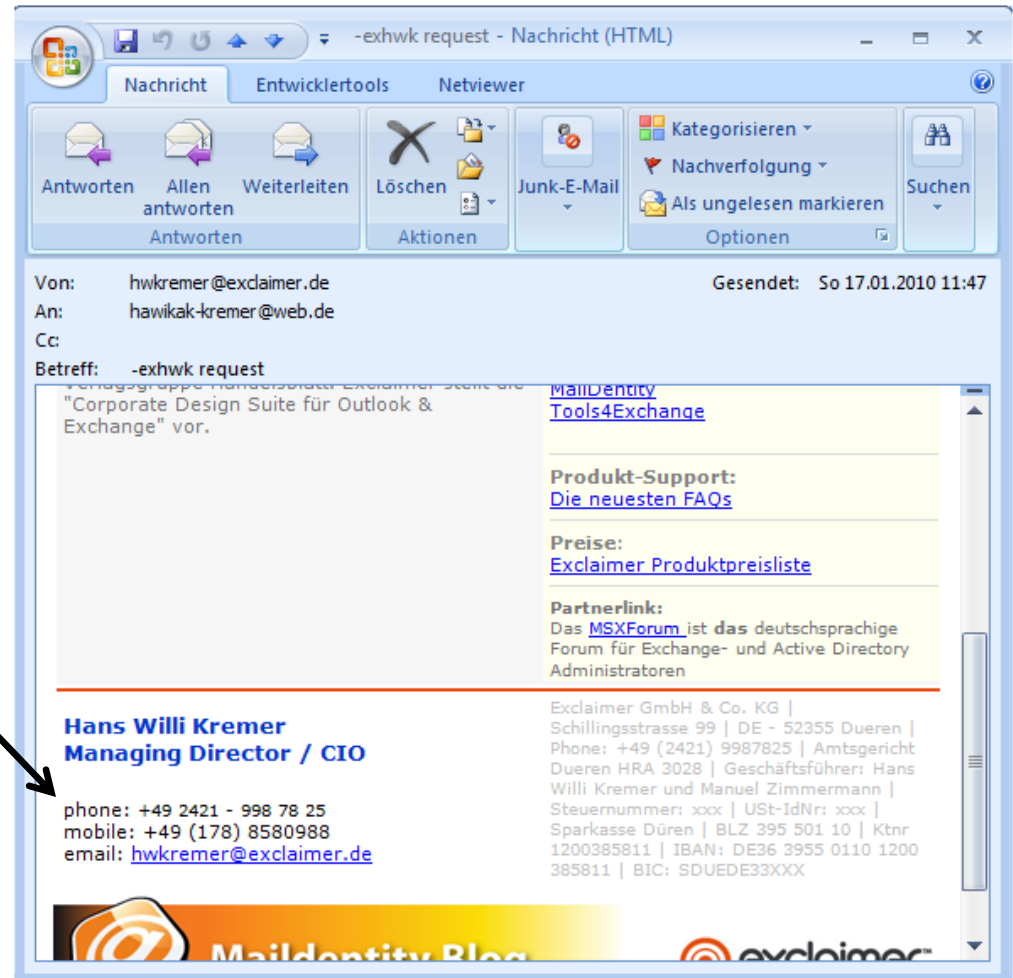 -exhwk request - Nachricht (HTML)
Nachricht Entwicklertools Netviewer
Antworten Allen antworten Weiterleiten
Löschen
Junk-E-Mail
Kategorisieren
Nachverfolgung
Als ungelesen markieren
Suchen
Antworten Aktionen Optionen
Von: hwkremer@exclaimer.de Gesendet: So 17.01.2010 11:47
An: hawikak-kremer@web.de
Cc:
Betreff: -exhwk request
Verlagsgruppe Handelsblatt. Exclaimer stellt die
"Corporate Design Suite für Outlook &
Exchange" vor.
MailDentity
Tools4Exchange
Produkt-Support:
Die neuesten FAQs
Preise:
Exclaimer Produktpreisliste
Partnerlink:
Das MSXForum ist das deutschsprachige
Forum für Exchange- und Active Directory
Administratoren
Hans Willi Kremer
Managing Director / CIO
phone: +49 2421 - 998 78 25
mobile: +49 (178) 8580988
email: hwkremer@exclaimer.de
Exclaimer GmbH & Co. KG |
Schillingsstrasse 99 | DE - 52355 Dueren |
Phone: +49 (2421) 9987825 | Amtsgericht
Dueren HRA 3028 | Geschäftsführer: Hans
Willi Kremer und Manuel Zimmermann |
Steuernummer: xxx | USt-IdNr: xxx |
Sparkasse Düren | BLZ 395 501 10 | Ktnr
1200385811 | IBAN: DE36 3955 0110 1200
385811 | BIC: SDUEDE33XXX
Maildentity Blog
exclaimer™